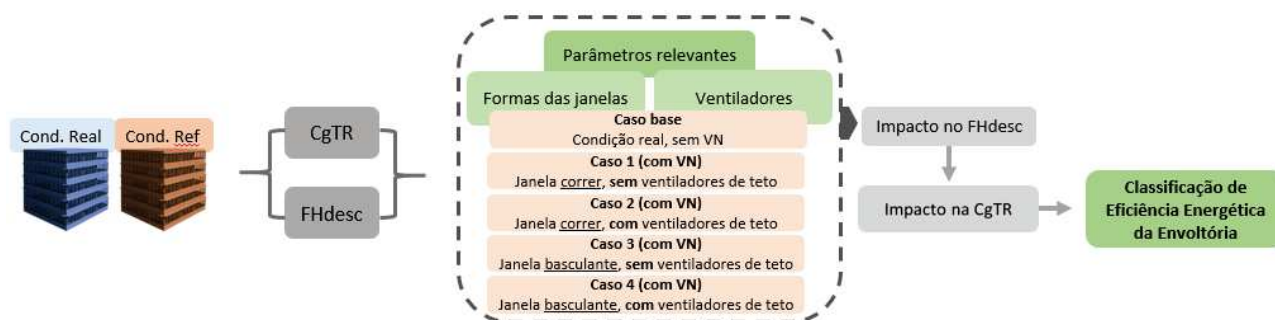 Cond. Real
Cond. Ref
CgTR
FHdesc
Parâmetros relevantes
Formas das janelas
Ventiladores
Caso base
Condição real, sem VN
Caso 1 (com VN)
Janela correr, sem ventiladores de teto
Caso 2 (com VN)
Janela correr, com ventiladores de teto
Caso 3 (com VN)
Janela basculante, sem ventiladores de teto
Caso 4 (com VN)
Janela basculante, com ventiladores de teto
Impacto no FHdesc
Impacto na CgTR
Classificação de
Eficiência Energética
da Envoltória